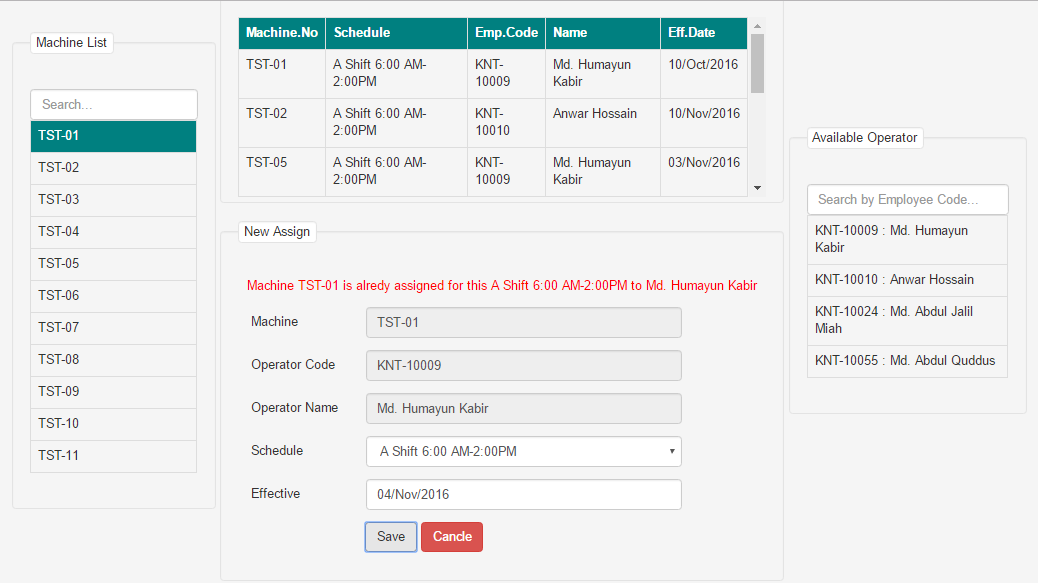 Machine List
Search...
TST-01
TST-02
TST-03
TST-04
TST-05
TST-06
TST-07
TST-08
TST-09
TST-10
TST-11
Machine.No Schedule Emp.Code Name Eff.Date
TST-01 A Shift 6:00 AM-2:00PM KNT-10009 Md. Humayun Kabir 10/Oct/2016
TST-02 A Shift 6:00 AM-2:00PM KNT-10010 Anwar Hossain 10/Nov/2016
TST-05 A Shift 6:00 AM-2:00PM KNT-10009 Md. Humayun Kabir 03/Nov/2016
New Assign
Machine TST-01 is alredy assigned for this A Shift 6:00 AM-2:00PM to Md. Humayun Kabir
Machine TST-01
Operator Code KNT-10009
Operator Name Md. Humayun Kabir
Schedule A Shift 6:00 AM-2:00PM
Effective 04/Nov/2016
Save Cancle
Available Operator
Search by Employee Code...
KNT-10009 : Md. Humayun
Kabir
KNT-10010 : Anwar Hossain
KNT-10024 : Md. Abdul Jalil
Miah
KNT-10055 : Md. Abdul Quddus